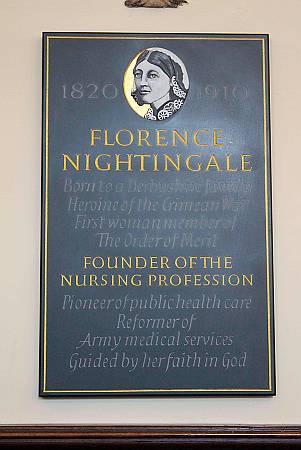 1820 1910
FLORENCE
NIGHTINGALE
Born to a Derbyshire family
Heroine of the Crimean War
First woman member of
The Order of Merit
FOUNDER OF THE
NURSING PROFESSION
Pioneer of public health care
Reformer of
Army medical services
Guided by her faith in God